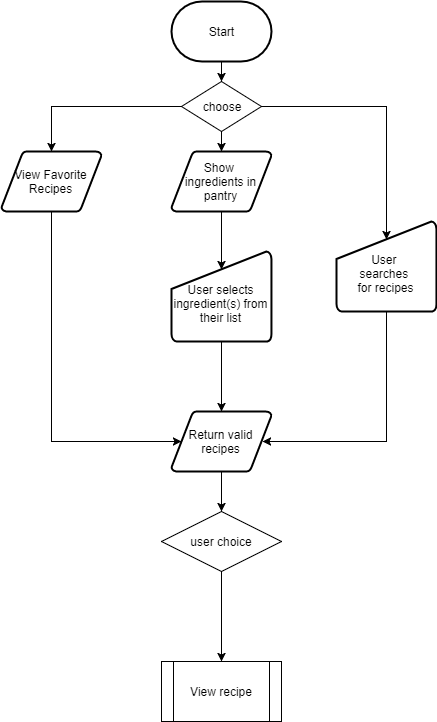 Start
choose
View Favorite
Recipes
Show
ingredients in
pantry
User
searches
for recipes
User selects
ingredient(s) from
their list
Return valid
recipes
user choice
View recipe